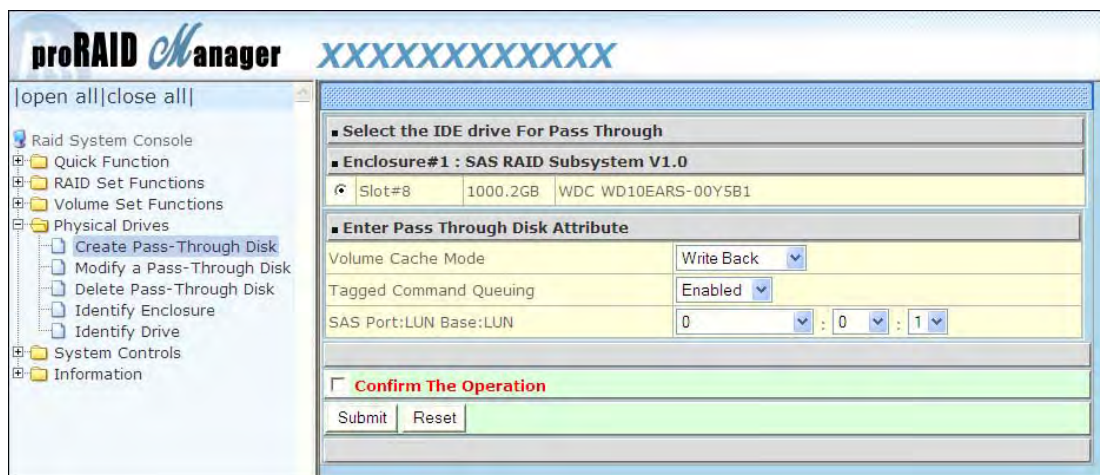 proRAID Manager XXXXXXXXXXXXX
|open all|close all|
Raid System Console
Quick Function
RAID Set Functions
Volume Set Functions
Physical Drives
Create Pass-Through Disk
Modify a Pass-Through Disk
Delete Pass-Through Disk
Identify Enclosure
Identify Drive
System Controls
Information
Select the IDE drive For Pass Through
Enclosure#1 : SAS RAID Subsystem V1.0
Slot#8 1000.2GB WDC WD10EARS-00Y5B1
Enter Pass Through Disk Attribute
Volume Cache Mode Write Back
Tagged Command Queuing Enabled
SAS Port:LUN Base:LUN 0 : 0 : 1
Confirm The Operation
Submit Reset